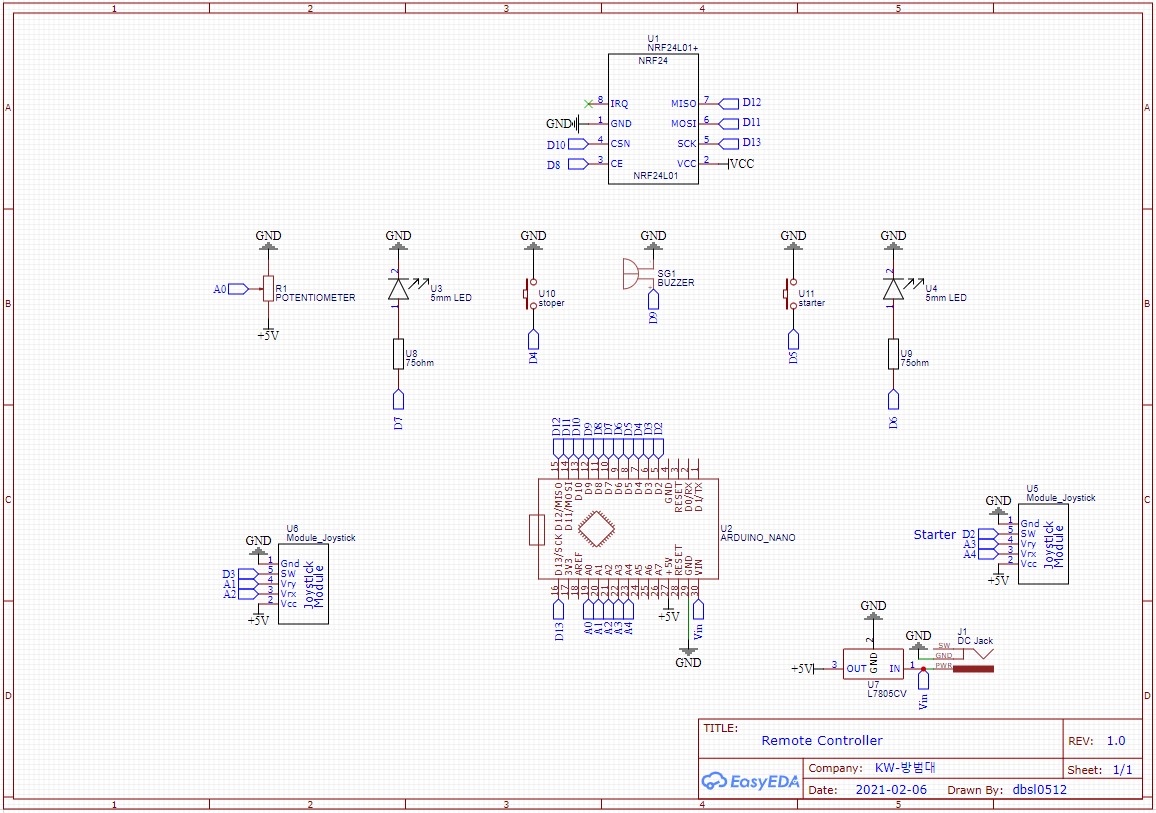 1 2 3 4 5
A
U1
NRF24L01+
NRF24
8 IRQ MISO 7 D12
GND 1 GND MOSI 6 D11
D10 4 CSN SCK 5 D13
D8 3 CE VCC 2 VCC
NRF24L01
A
B
GND GND GND GND GND GND
A0 R1
POTENTIOMETER
+5V
2
U3
5mm LED
1
U8
75ohm
D7
U10
stoper
D4
SG1
BUZZER
D9
U11
starter
D5
2
U4
5mm LED
1
U9
75ohm
D6
B
C
D12 D11 D10 D9 D8 D7 D6 D5 D4 D3 D2
15 14 13 12 11 10 9 8 7 6 5 4 3 2 1
D12/MISO D11/MOSI D10 D9 D8 D7 D6 D5 D4 D3 D2 GND RESET D0/RX D1/TX
U2
ARDUINO_NANO
D13/SCK 3V3 AREF A0 A1 A2 A3 A4 A5 A6 A7 +5V RESET GND VIN
16 17 18 19 20 21 22 23 24 25 26 27 28 29 30
D13 A0 A1 A2 A3 A4 +5V Vin
GND
U6
Module_Joystick
GND 1 Gnd
D3 5 SW
A1 4 Vry
A2 3 Vrx
2 Vcc
+5V
Joystick
Module
U5
Module_Joystick
GND 1 Gnd
Starter D2 5 SW
A3 4 Vry
A4 3 Vrx
2 Vcc
+5V
Joystick
Module
C
D
GND
2
GND
+5V 3 OUT IN 1
U7
L7805CV
GND
J1
DC Jack
SW
GND
PWR
Vin
D
TITLE:
Remote Controller
REV: 1.0
EasyEDA
Company: KW-방범대
Sheet: 1/1
Date: 2021-02-06 Drawn By: dbsl0512
1 2 3 4 5